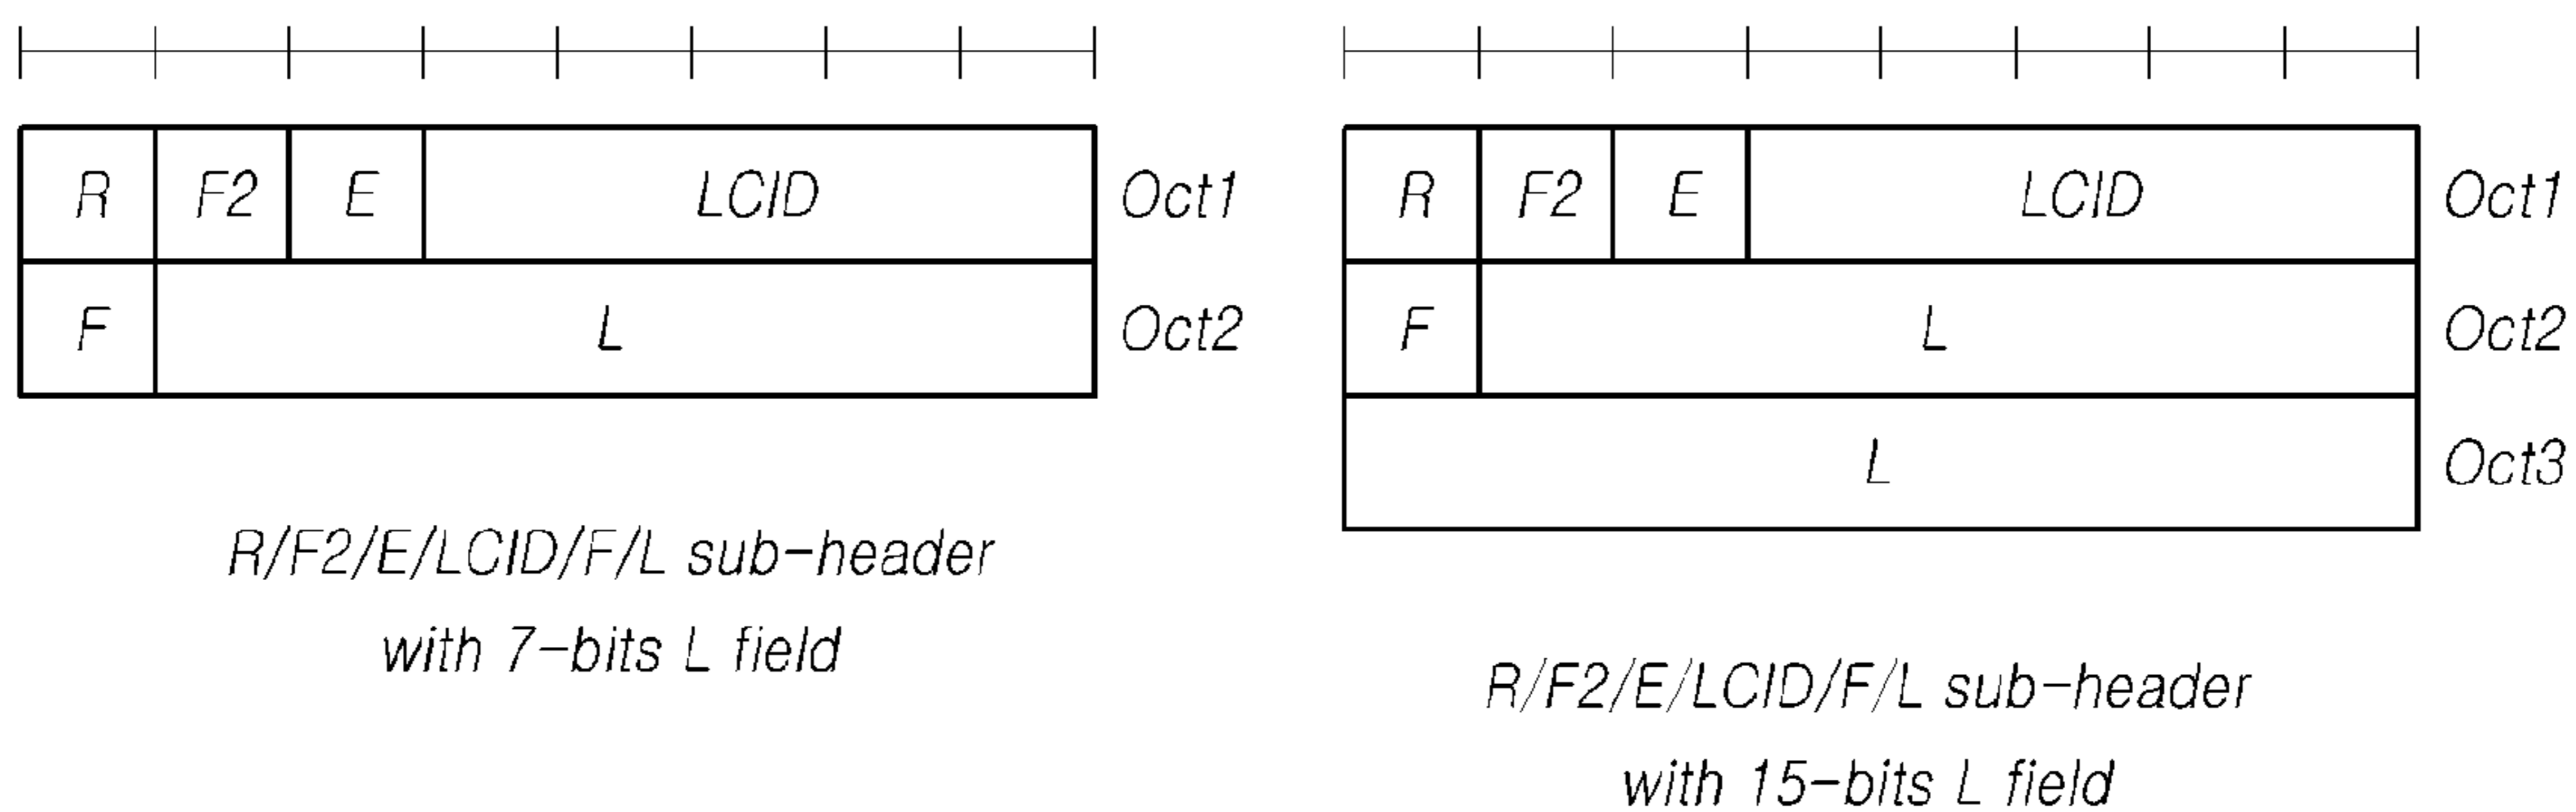 R F2 E LCID Oct1
F L Oct2
R/F2/E/LCID/F/L sub-header
with 7-bits L field
R F2 E LCID Oct1
F L Oct2
L Oct3
R/F2/E/LCID/F/L sub-header
with 15-bits L field